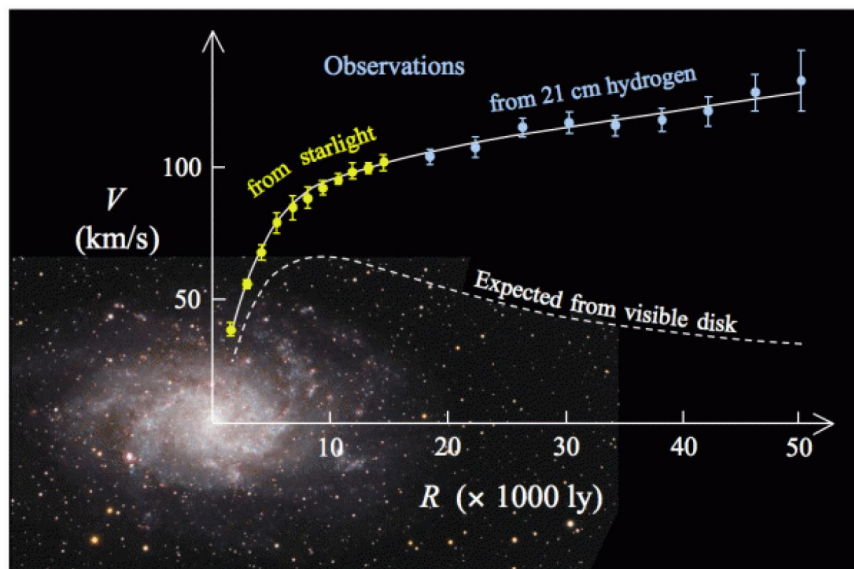 Observations
from 21 cm hydrogen
from starlight
100
V
(km/s)
50
Expected from visible disk
10 20 30 40 50
R (× 1000 ly)